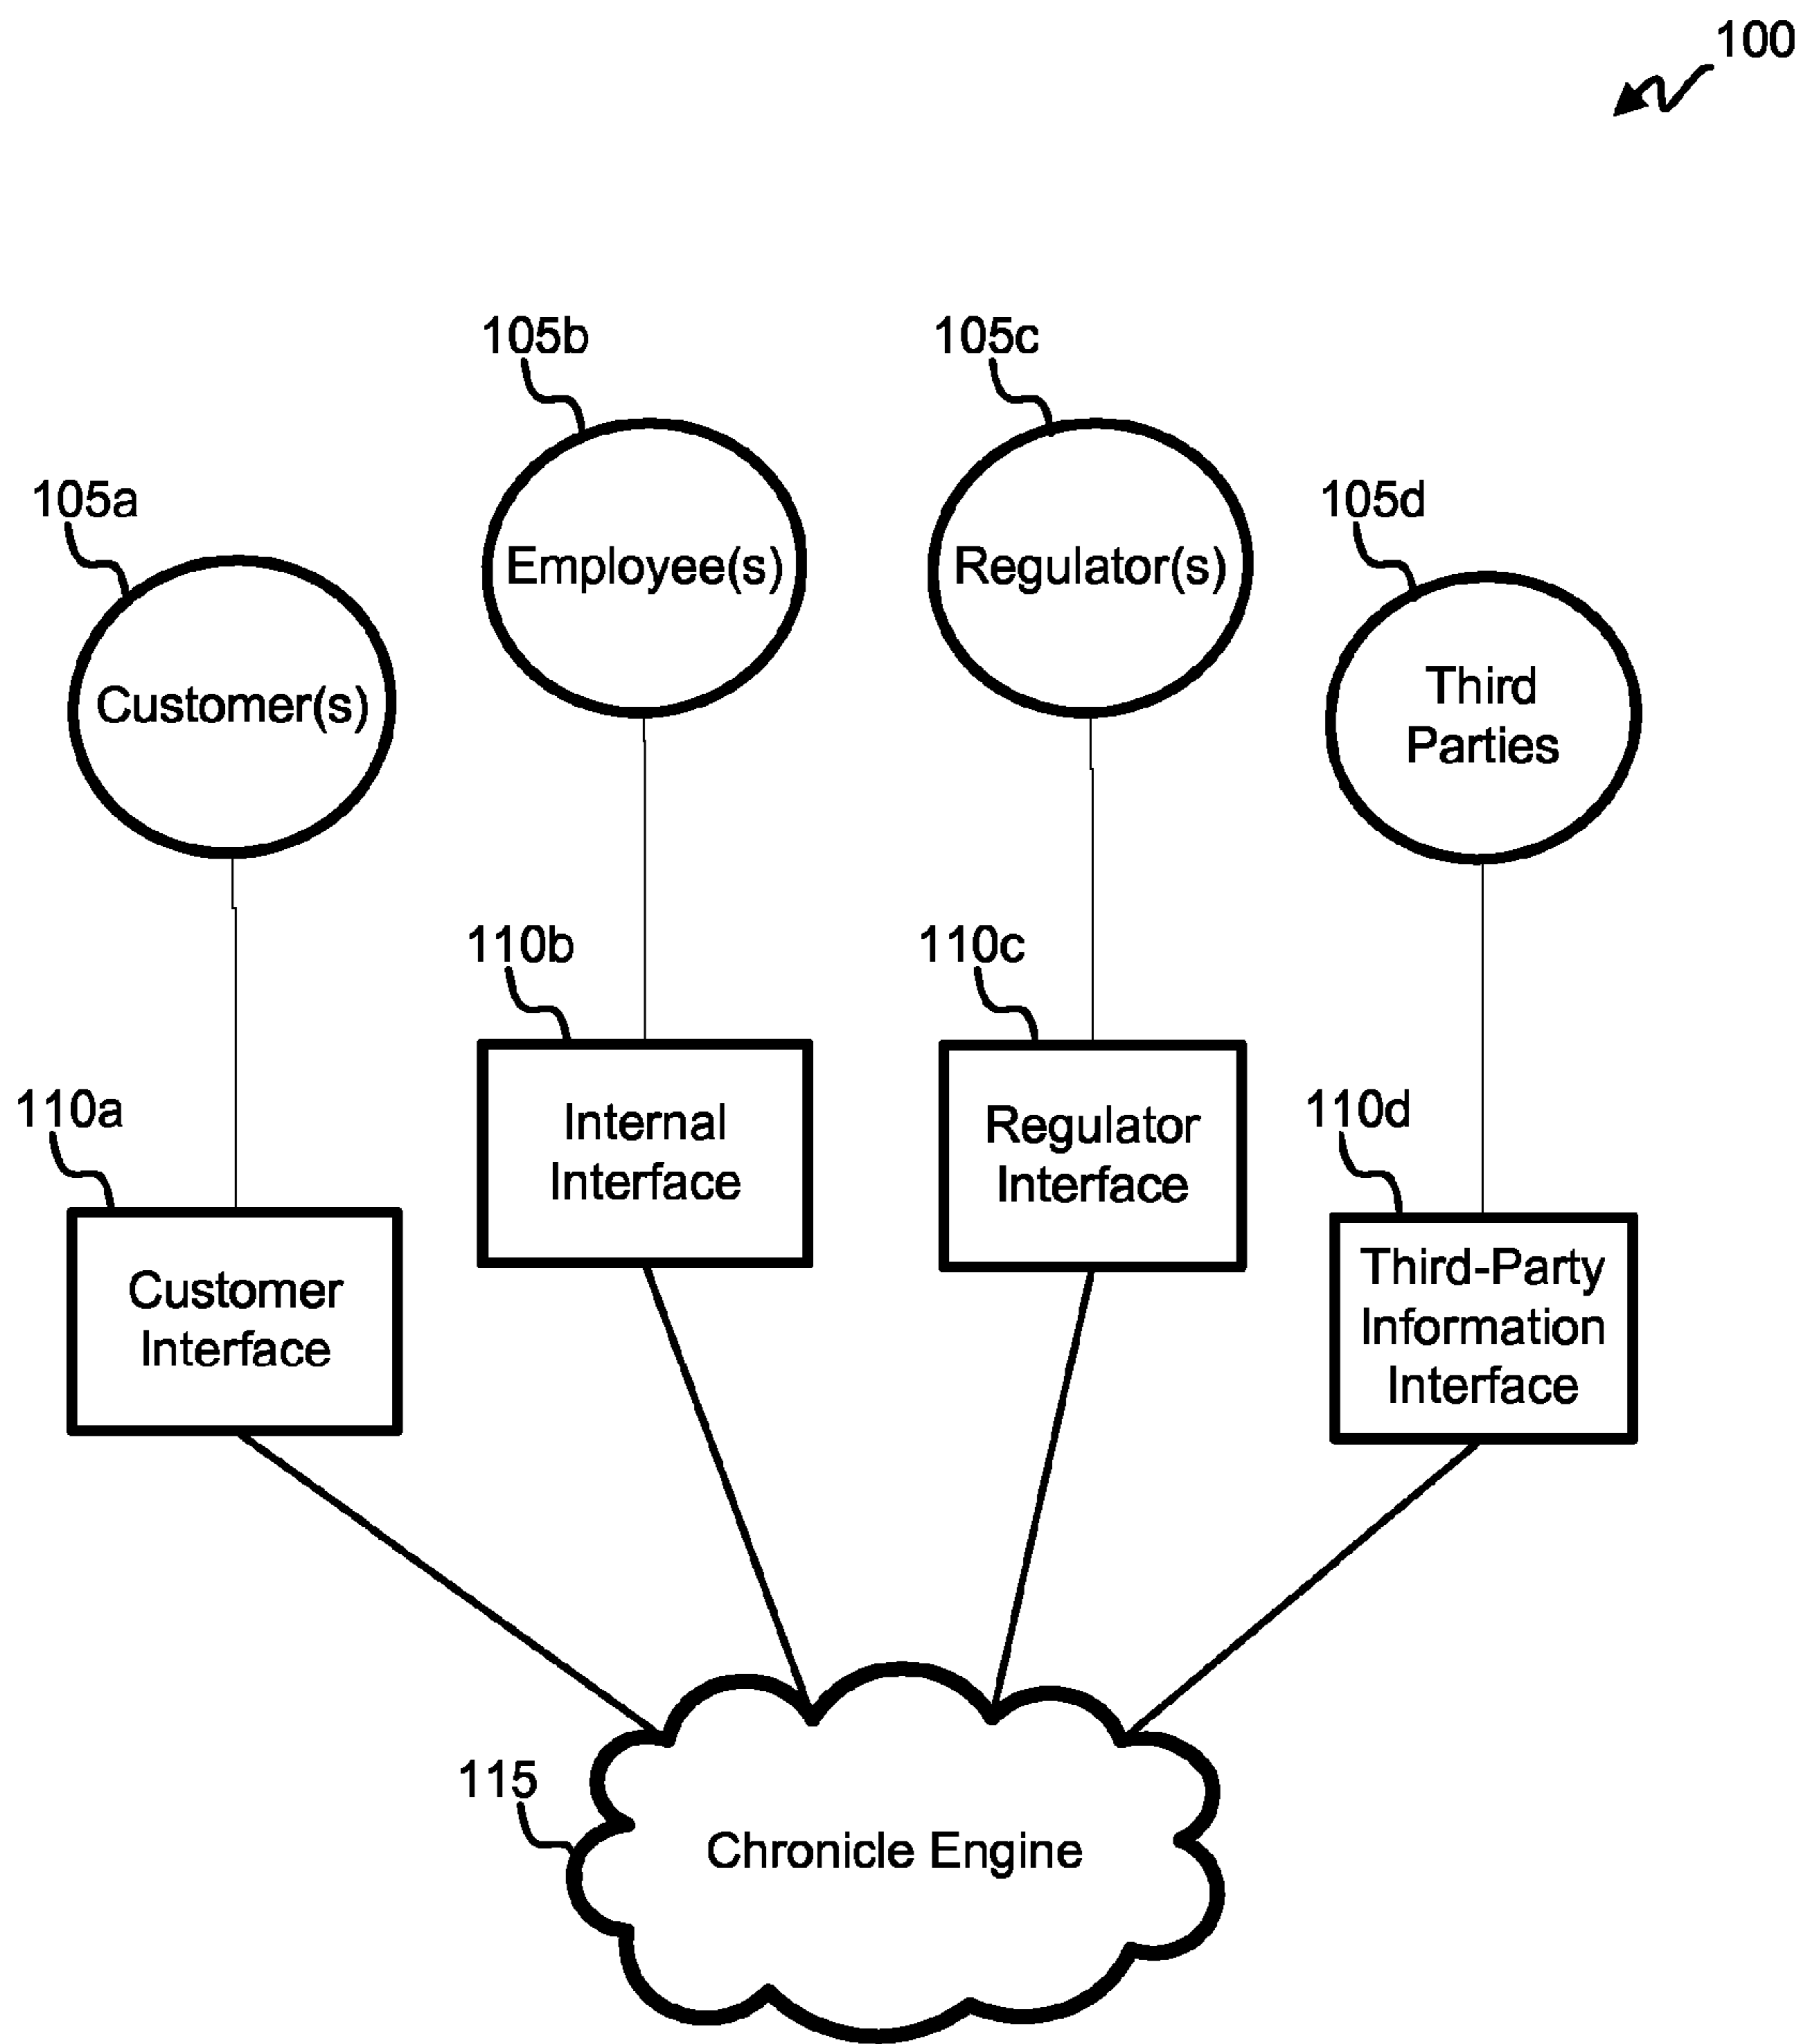 100
105b
105c
105a
105d
Employee(s)
Regulator(s)
Customer(s)
Third
Parties
110b
110c
110a
110d
Internal
Interface
Regulator
Interface
Customer
Interface
Third-Party
Information
Interface
115
Chronicle Engine